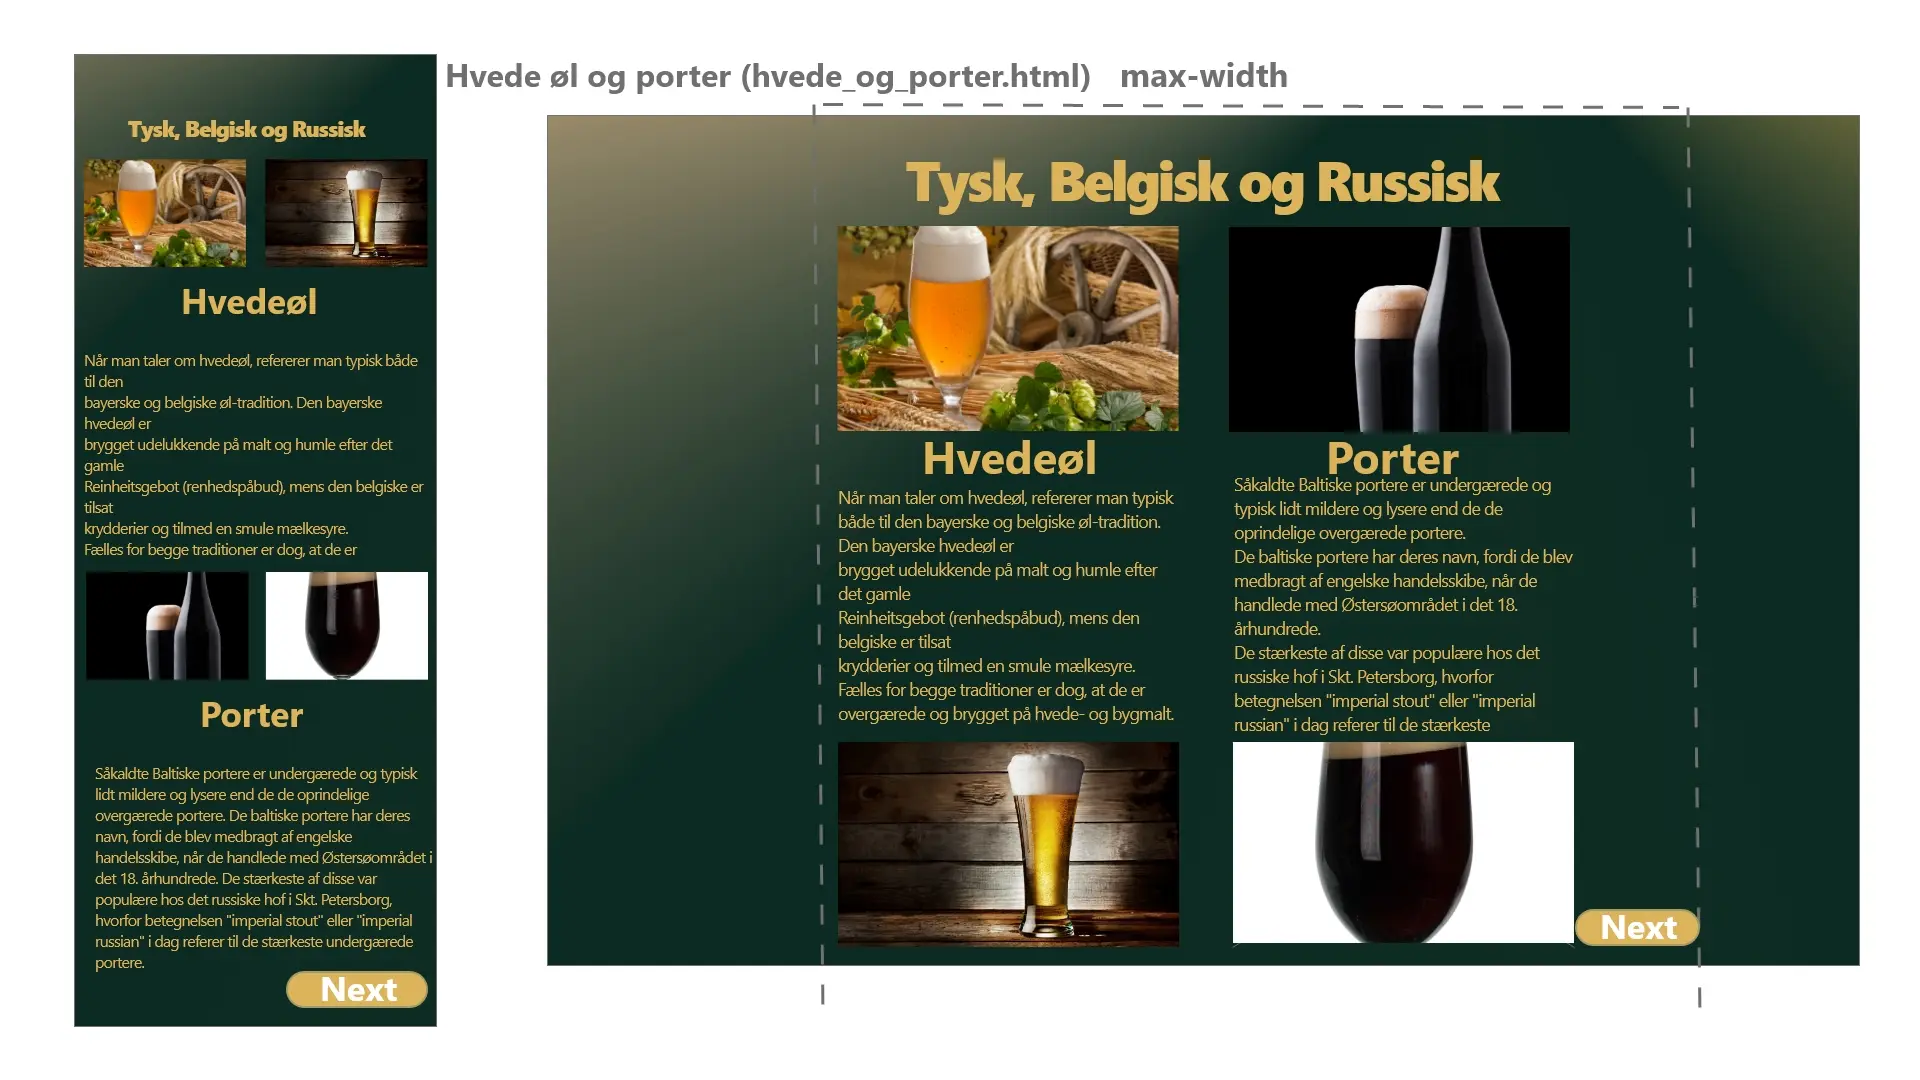 Hvede øl og porter (hvede_og_porter.html) max-width
Tysk, Belgisk og Russisk
Hvedeøl
Når man taler om hvedeøl, refererer man typisk både
til den
bayerske og belgiske øl-tradition. Den bayerske
hvedeøl er
brygget udelukkende på malt og humle efter det
gamle
Reinheitsgebot (renhedspåbud), mens den belgiske er
tilsat
krydderier og tilmed en smule mælkesyre.
Fælles for begge traditioner er dog, at de er
Porter
Såkaldte Baltiske portere er undergærede og typisk
lidt mildere og lysere end de de oprindelige
overgærede portere. De baltiske portere har deres
navn, fordi de blev medbragt af engelske
handelsskibe, når de handlede med Østersøområdet i
det 18. århundrede. De stærkeste af disse var
populære hos det russiske hof i Skt. Petersborg,
hvorfor betegnelsen "imperial stout" eller "imperial
russian" i dag referer til de stærkeste undergærede
portere.
Next
Tysk, Belgisk og Russisk
Hvedeøl
Når man taler om hvedeøl, refererer man typisk
både til den bayerske og belgiske øl-tradition.
Den bayerske hvedeøl er
brygget udelukkende på malt og humle efter
det gamle
Reinheitsgebot (renhedspåbud), mens den
belgiske er tilsat
krydderier og tilmed en smule mælkesyre.
Fælles for begge traditioner er dog, at de er
overgærede og brygget på hvede- og bygmalt.
Porter
Såkaldte Baltiske portere er undergærede og
typisk lidt mildere og lysere end de de
oprindelige overgærede portere.
De baltiske portere har deres navn, fordi de blev
medbragt af engelske handelsskibe, når de
handlede med Østersøområdet i det 18.
århundrede.
De stærkeste af disse var populære hos det
russiske hof i Skt. Petersborg, hvorfor
betegnelsen "imperial stout" eller "imperial
russian" i dag referer til de stærkeste
Next